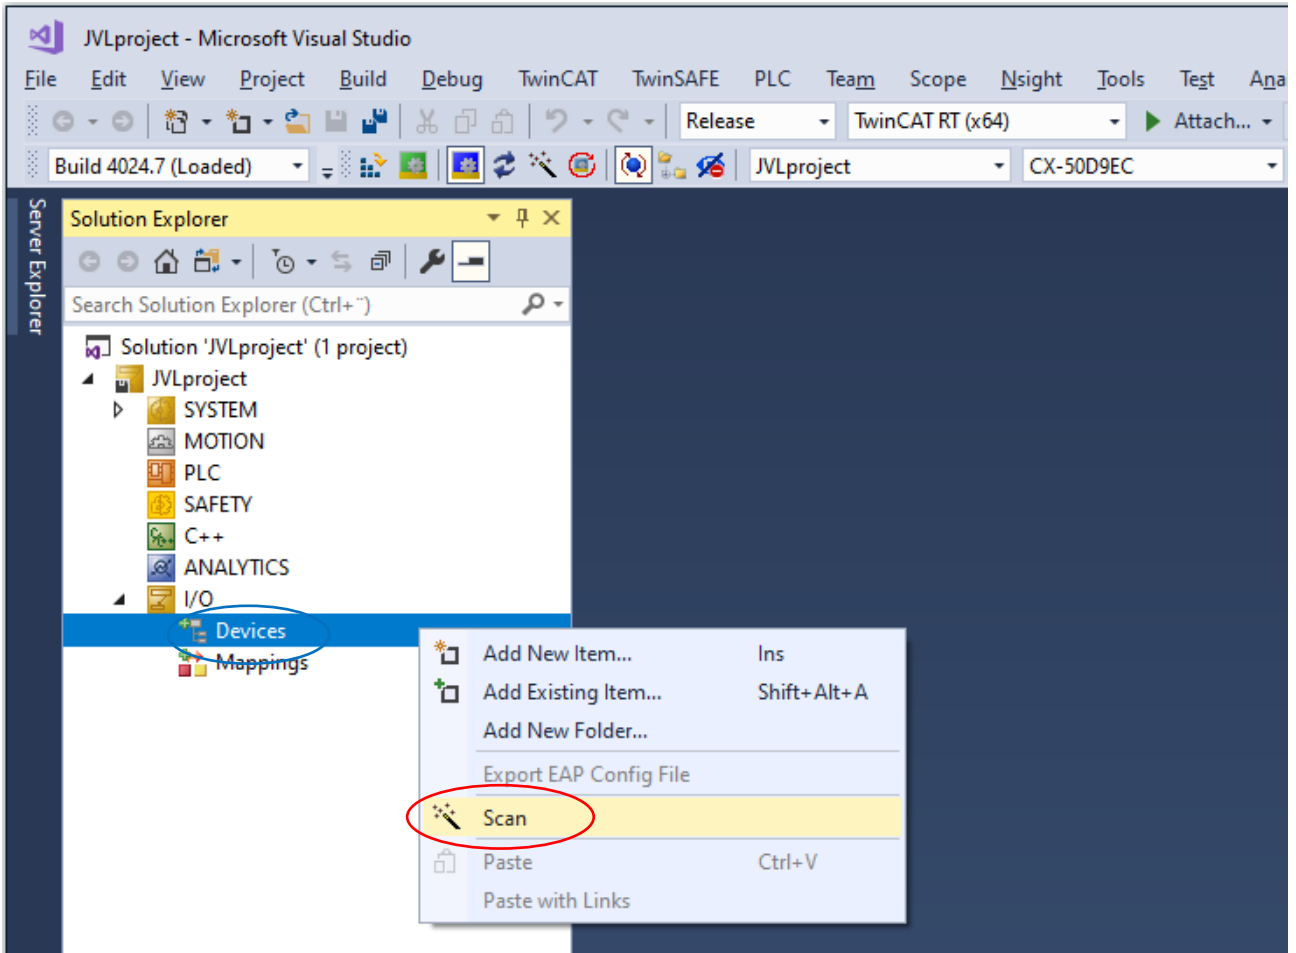 JVLproject - Microsoft Visual Studio
File Edit View Project Build Debug TwinCAT TwinSAFE PLC Team Scope Nsight Tools Test Ana
Release TwinCAT RT (x64) Attach...
Build 4024.7 (Loaded) JVLproject CX-50D9EC
Server Explorer
Solution Explorer
Search Solution Explorer (Ctrl+¨)
Solution 'JVLproject' (1 project)
JVLproject
SYSTEM
MOTION
PLC
SAFETY
C++
ANALYTICS
I/O
Devices
Mappings
Add New Item... Ins
Add Existing Item... Shift+Alt+A
Add New Folder...
Export EAP Config File
Scan
Paste Ctrl+V
Paste with Links